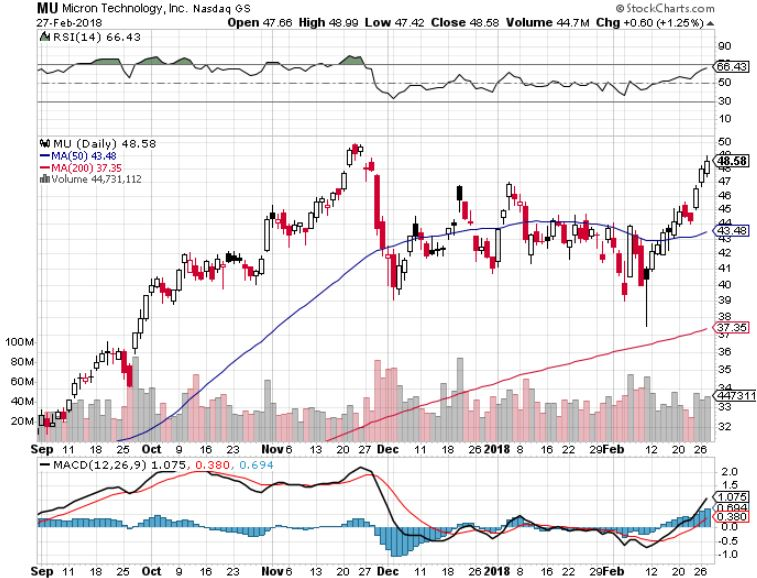 MU Micron Technology, Inc. Nasdaq GS © StockCharts.com
27-Feb-2018 Open 47.66 High 48.99 Low 47.42 Close 48.58 Volume 44.7M Chg +0.60 (+1.25%)
RSI(14) 66.43
90
70
66.43
50
30
10
MU (Daily) 48.58
MA(50) 43.48
MA(200) 37.35
Volume 44,731,112
50
49
48.58
48
47
46
45
44
43.48
43
42
41
40
39
38
37.35
37
36
35
34
33
32
100M
80M
60M
40M
20M
447311
Sep 11 18 25 Oct 9 16 23 Nov 6 13 20 27 Dec 11 18 26 2018 8 16 22 29 Feb 12 20 26
MACD(12,26,9) 1.075, 0.380, 0.694
2.0
1.5
1.075
0.694
0.380
0.0
-0.5
-1.0
Sep 11 18 25 Oct 9 16 23 Nov 6 13 20 27 Dec 11 18 26 2018 8 16 22 29 Feb 12 20 26